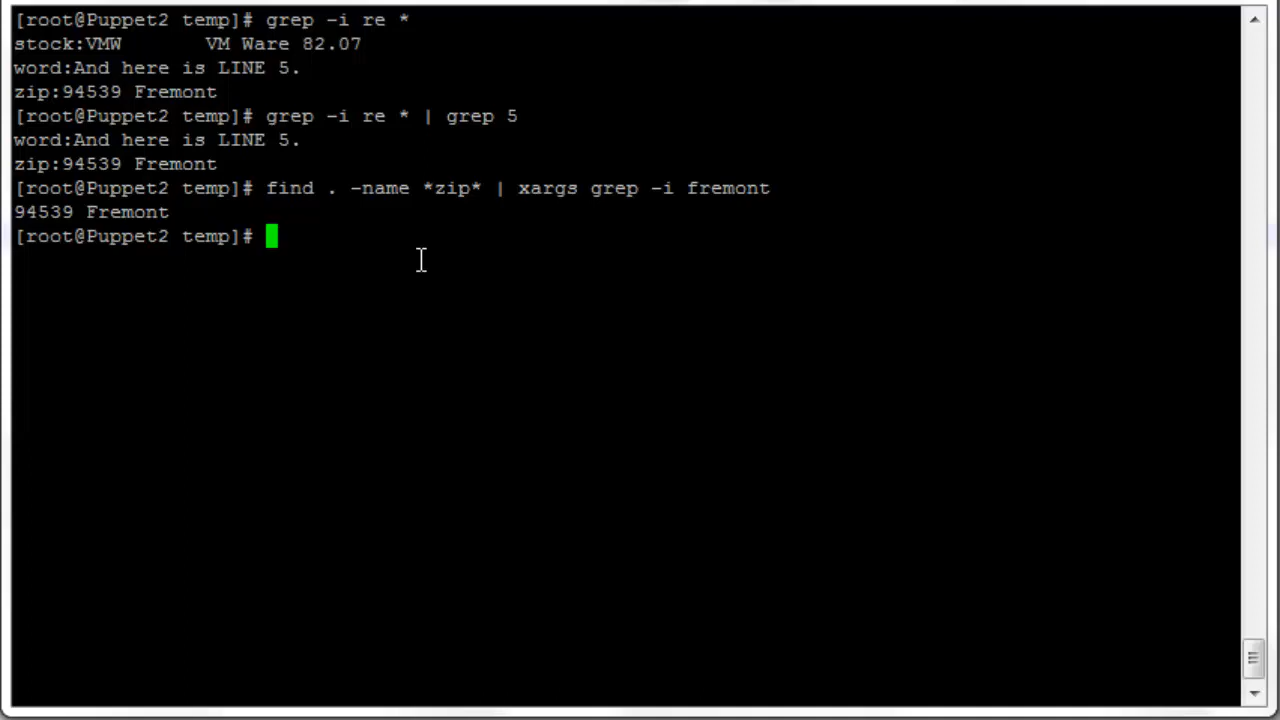 [root@Puppet2 temp]# grep -i re *
stock:VMW       VM Ware 82.07
word:And here is LINE 5.
zip:94539 Fremont
[root@Puppet2 temp]# grep -i re * | grep 5
word:And here is LINE 5.
zip:94539 Fremont
[root@Puppet2 temp]# find . -name *zip* | xargs grep -i fremont
94539 Fremont
[root@Puppet2 temp]#